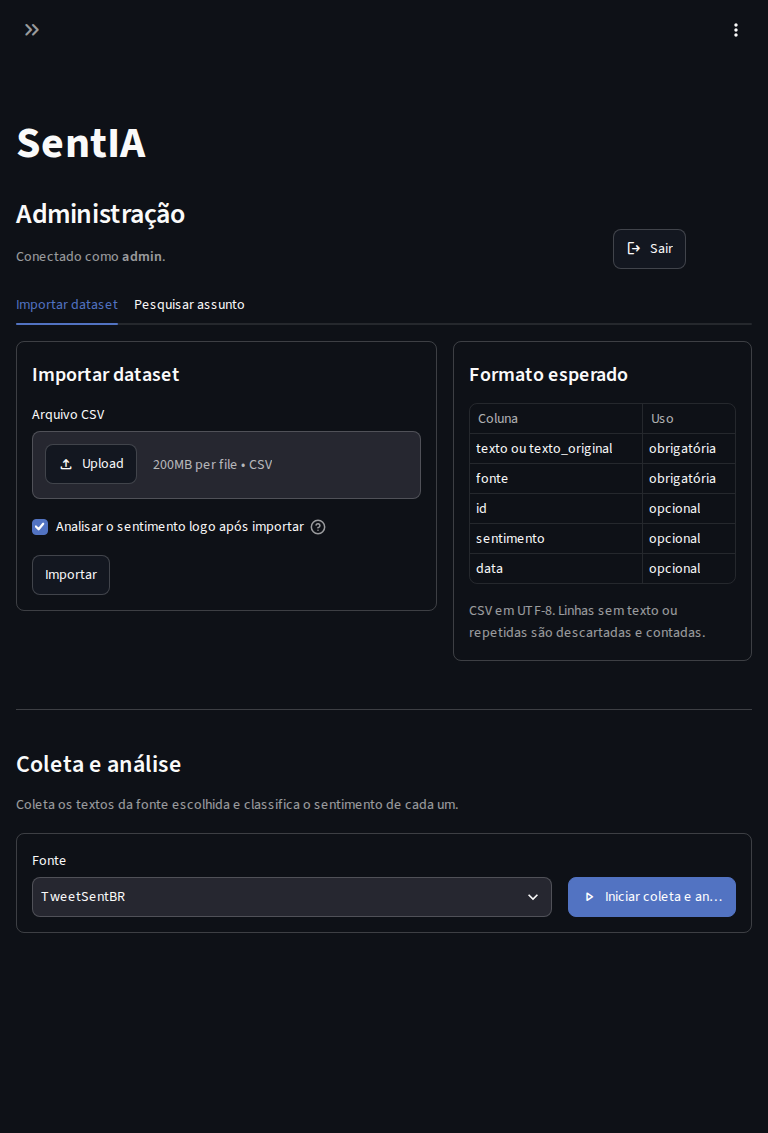 SentIA
Administração
Conectado como admin.
Sair
Importar dataset
Pesquisar assunto
Importar dataset
Arquivo CSV
Upload
200MB per file • CSV
Analisar o sentimento logo após importar
Importar
Formato esperado
Coluna Uso
texto ou texto_original obrigatória
fonte obrigatória
id opcional
sentimento opcional
data opcional
CSV em UTF-8. Linhas sem texto ou
repetidas são descartadas e contadas.
Coleta e análise
Coleta os textos da fonte escolhida e classifica o sentimento de cada um.
Fonte
TweetSentBR
Iniciar coleta e an…